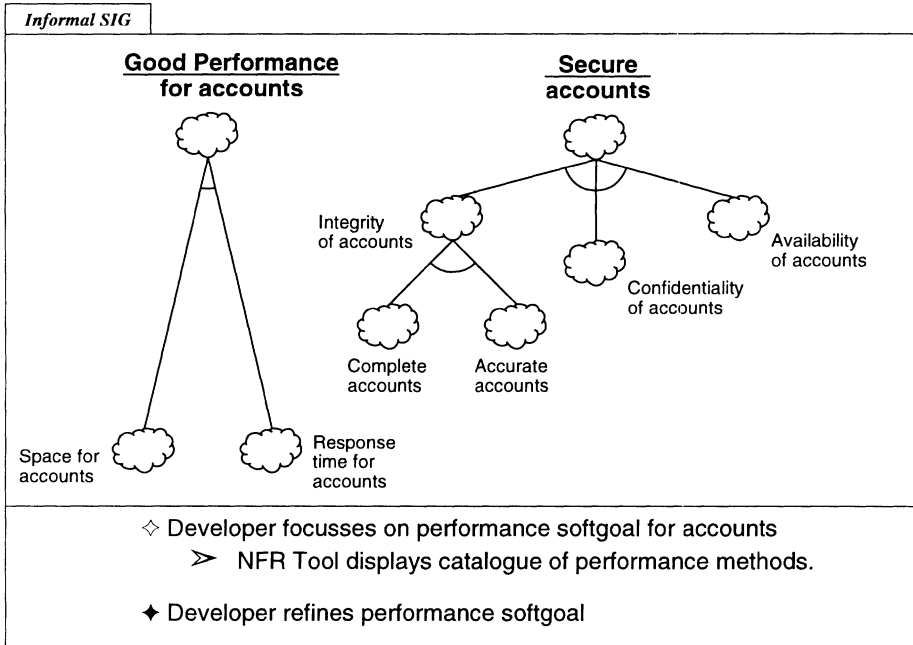 Informal SIG
Good Performance
for accounts
Secure
accounts
Integrity
of accounts
Availability
of accounts
Confidentiality
of accounts
Complete
accounts
Accurate
accounts
Space for
accounts
Response
time for
accounts
✧ Developer focusses on performance softgoal for accounts
➢ NFR Tool displays catalogue of performance methods.
✦ Developer refines performance softgoal